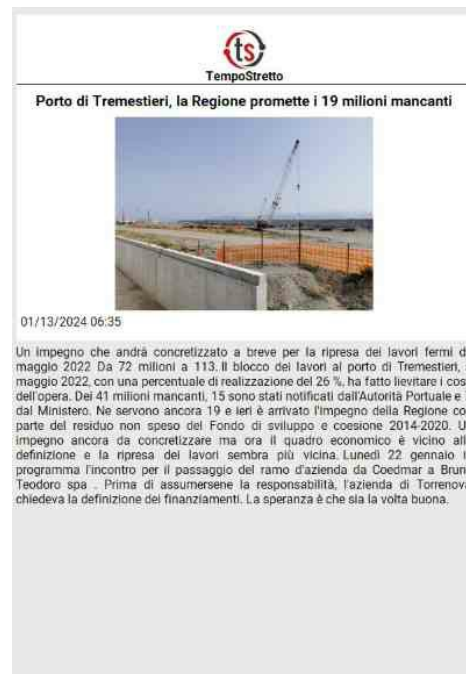 ts
TempoStretto
Porto di Tremestieri, la Regione promette i 19 milioni mancanti
01/13/2024 06:35
Un impegno che andrà concretizzato a breve per la ripresa dei lavori fermi d
maggio 2022 Da 72 milioni a 113. Il blocco dei lavori al porto di Tremestieri,
maggio 2022, con una percentuale di realizzazione del 26 %, ha fatto lievitare i cos
dell'opera. Dei 41 milioni mancanti, 15 sono stati notificati dall'Autorità Portuale e
dal Ministero. Ne servono ancora 19 e ieri è arrivato l'impegno della Regione co
parte del residuo non speso del Fondo di sviluppo e coesione 2014-2020. U
impegno ancora da concretizzare ma ora il quadro economico è vicino all
definizione e la ripresa dei lavori sembra più vicina. Lunedì 22 gennaio i
programma l'incontro per il passaggio del ramo d'azienda da Coedmar a Brun
Teodoro spa . Prima di assumersene la responsabilità, l'azienda di Torrenov
chiedeva la definizione dei finanziamenti. La speranza è che sia la volta buona.